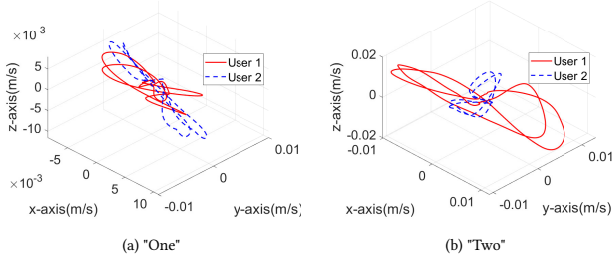 × 10⁻³
z-axis(m/s)
5
0
-5
-10
User 1
User 2
× 10⁻³
-5
0
5
10
x-axis(m/s)
-0.01
0
0.01
y-axis(m/s)
(a) "One"
z-axis(m/s)
0.02
0
-0.02
User 1
User 2
-0.01
0
0.01
x-axis(m/s)
-0.01
0
0.01
y-axis(m/s)
(b) "Two"